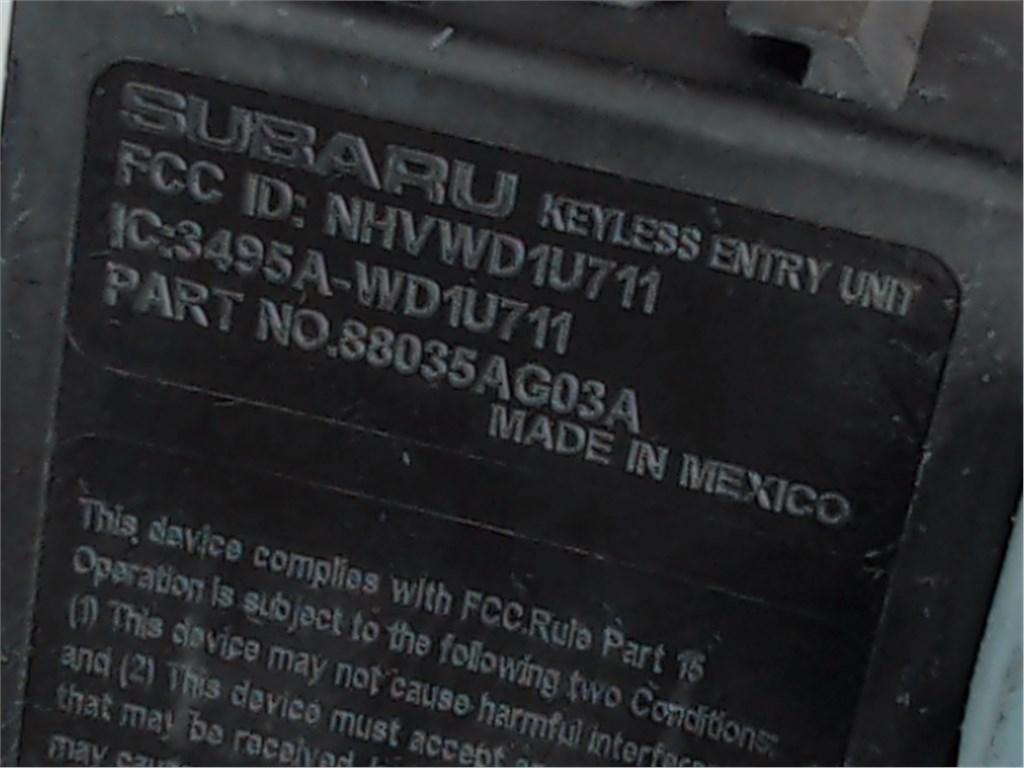 SUBARU KEYLESS ENTRY UNIT
FCC ID: NHVWD1U711
IC:3495A-WD1U711
PART NO.88035AG03A
MADE IN MEXICO
This device complies with FCC.Rule Part 15
Operation is subject to the following two Conditions:
(1) This device may not cause harmful interfere
and (2) This device must accept
that may be received
may